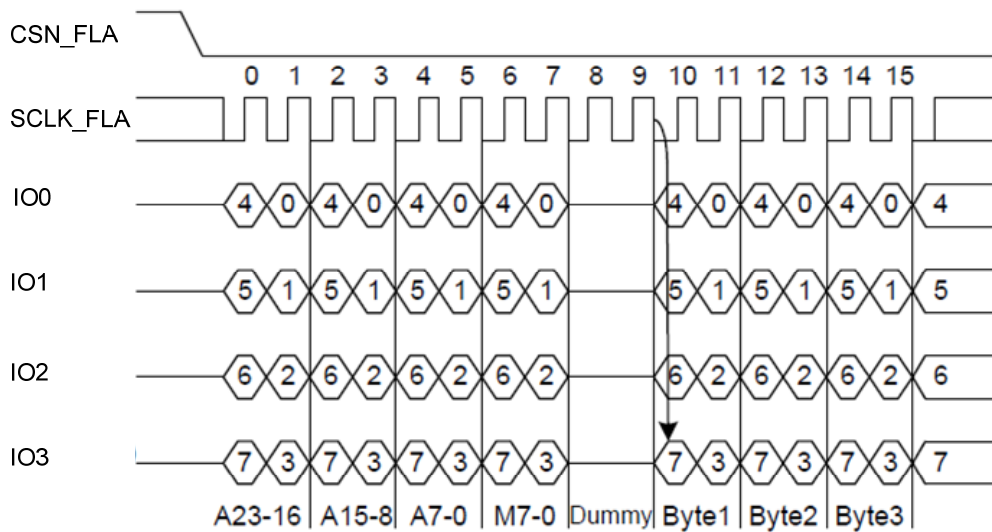 CSN_FLA
0 1 2 3 4 5 6 7 8 9 10 11 12 13 14 15
SCLK_FLA
IO0 4 0 4 0 4 0 4 0 4 0 4 0 4 0 4
IO1 5 1 5 1 5 1 5 1 5 1 5 1 5 1 5
IO2 6 2 6 2 6 2 6 2 6 2 6 2 6 2 6
IO3 7 3 7 3 7 3 7 3 7 3 7 3 7 3 7
A23-16 A15-8 A7-0 M7-0 Dummy Byte1 Byte2 Byte3